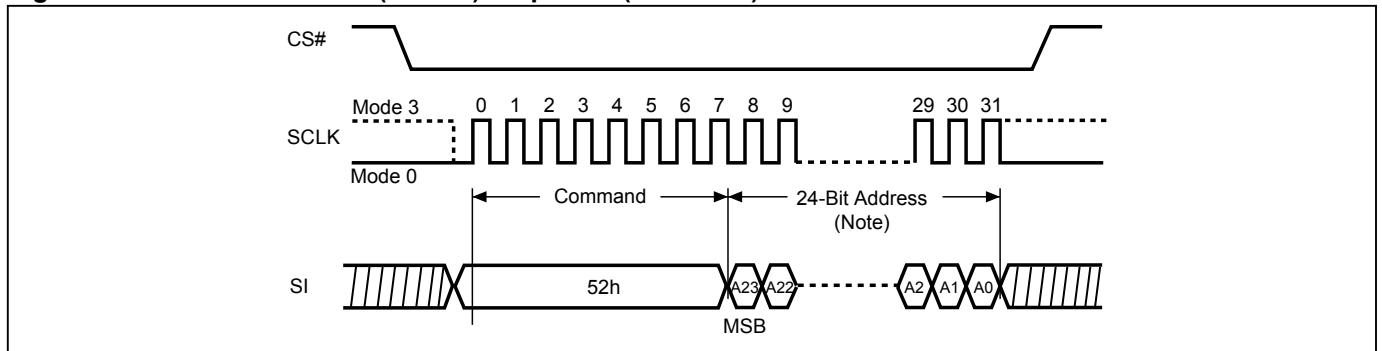 CS#
Mode 3
0 1 2 3 4 5 6 7 8 9 29 30 31
SCLK
Mode 0
Command
24-Bit Address
(Note)
SI
52h
A23 A22 A2 A1 A0
MSB